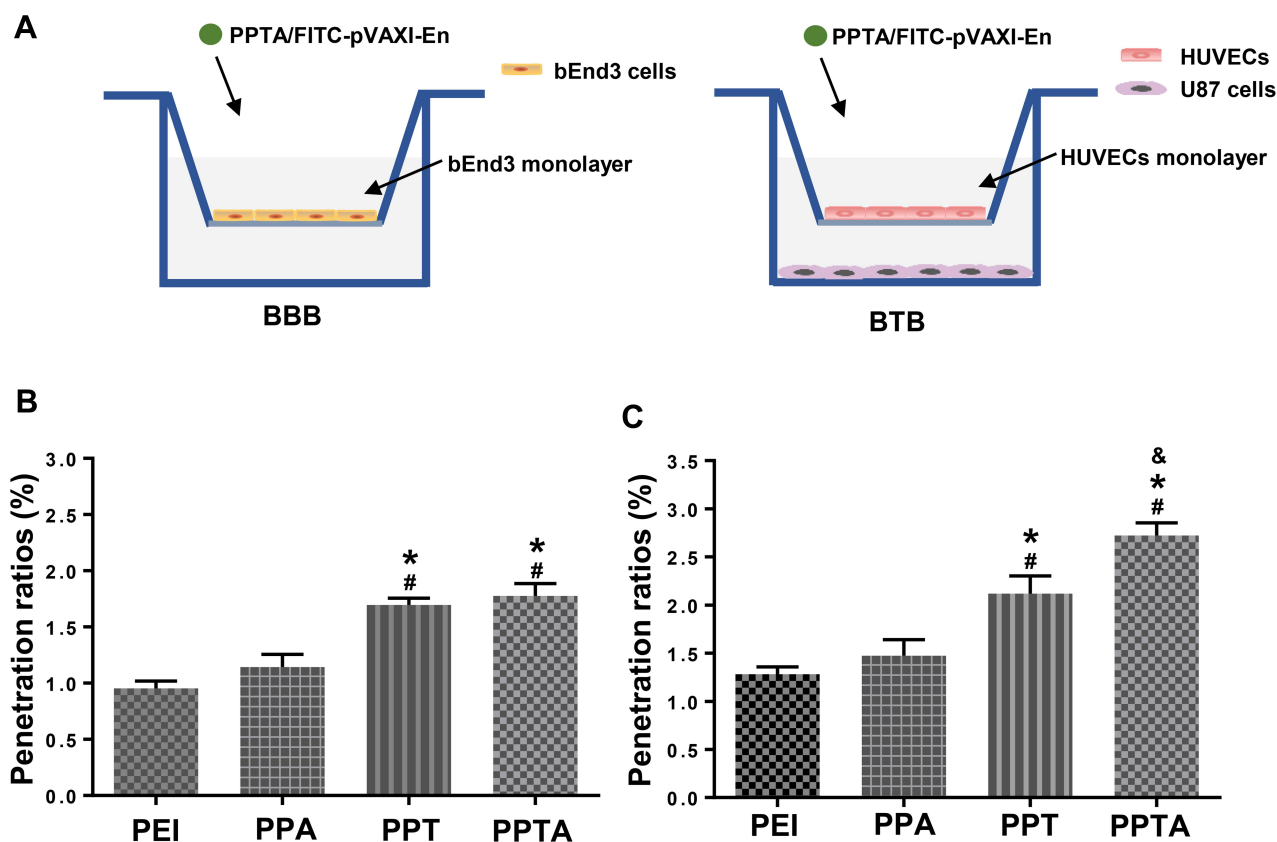 A
PPTA/FITC-pVAXI-En
bEnd3 cells
bEnd3 monolayer
BBB
PPTA/FITC-pVAXI-En
HUVECs
U87 cells
HUVECs monolayer
BTB
B
Penetration ratios (%)
3.0
2.5
2.0
1.5
1.0
0.5
0.0
*
#
*
#
PEI
PPA
PPT
PPTA
C
Penetration ratios (%)
3.5
3.0
2.5
2.0
1.5
1.0
0.5
0.0
*
#
&
*
#
PEI
PPA
PPT
PPTA